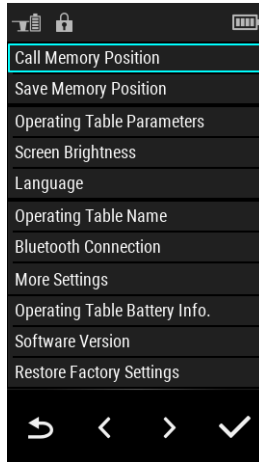 Call Memory Position
Save Memory Position
Operating Table Parameters
Screen Brightness
Language
Operating Table Name
Bluetooth Connection
More Settings
Operating Table Battery Info.
Software Version
Restore Factory Settings